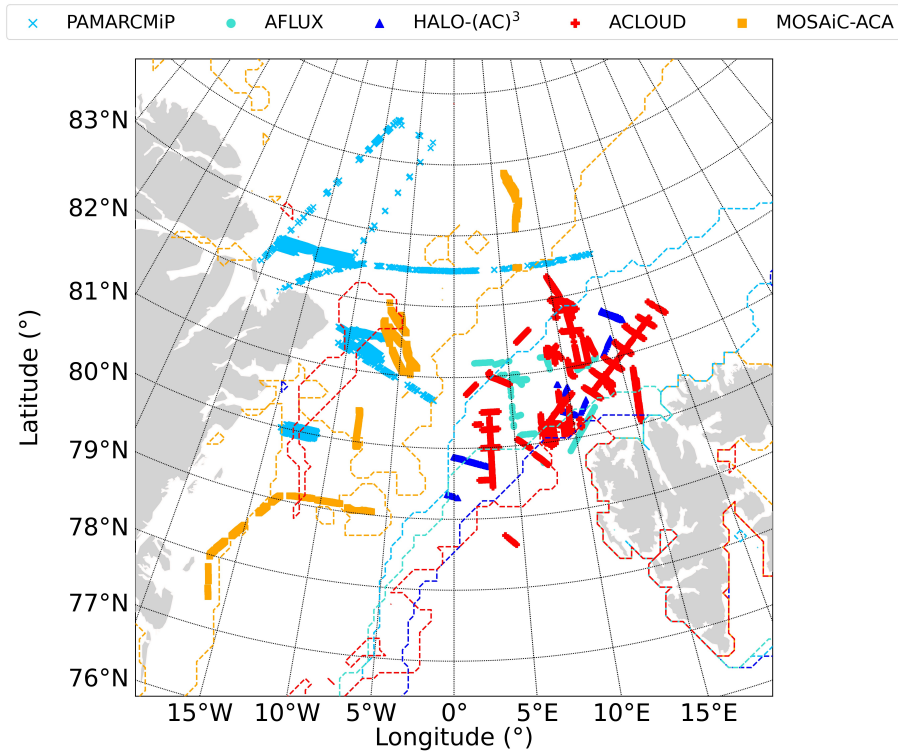 PAMARCMiP AFLUX HALO-(AC)³ ACLOUD MOSAiC-ACA
83°N
82°N
81°N
80°N
79°N
78°N
77°N
76°N
Latitude (°)
15°W 10°W 5°W 0° 5°E 10°E 15°E
Longitude (°)